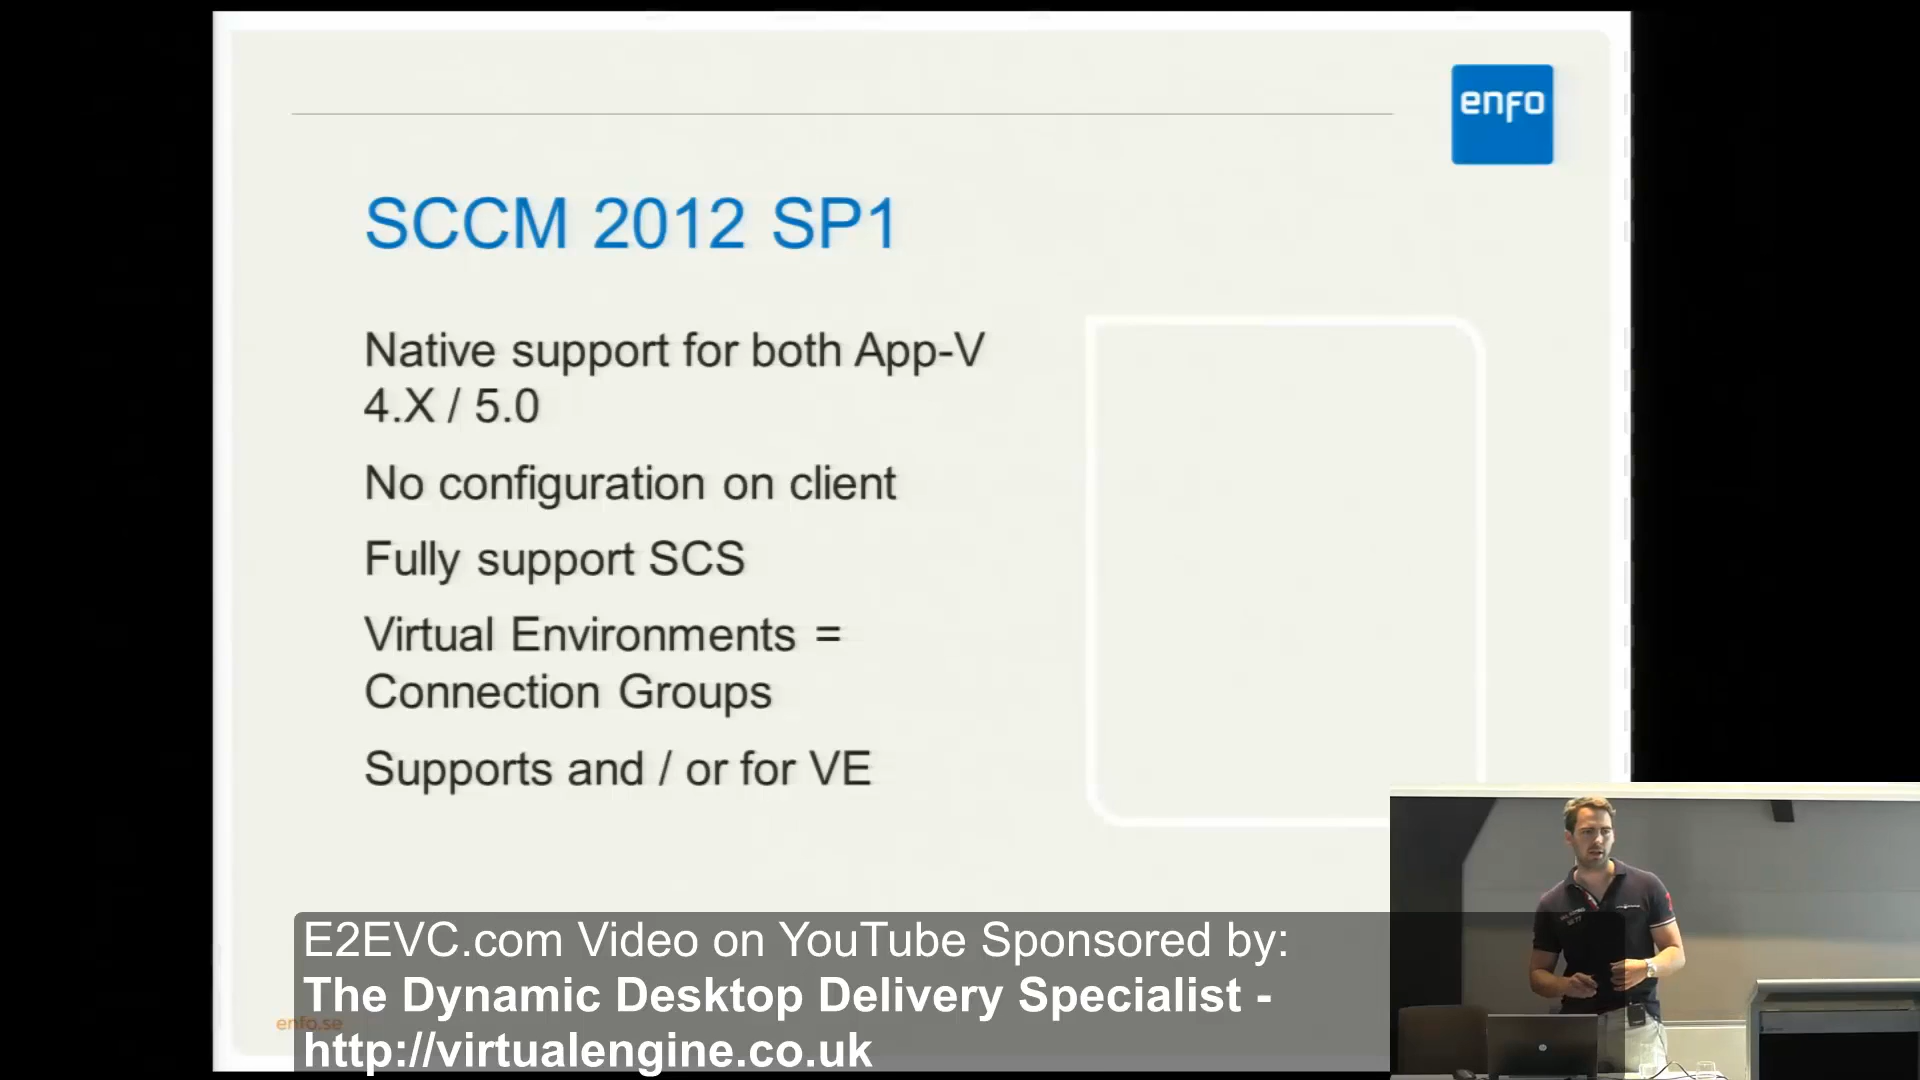 enfo
SCCM 2012 SP1
Native support for both App-V
4.X / 5.0
No configuration on client
Fully support SCS
Virtual Environments =
Connection Groups
Supports and / or for VE
enfo.se
E2EVC.com Video on YouTube Sponsored by:
The Dynamic Desktop Delivery Specialist -
http://virtualengine.co.uk